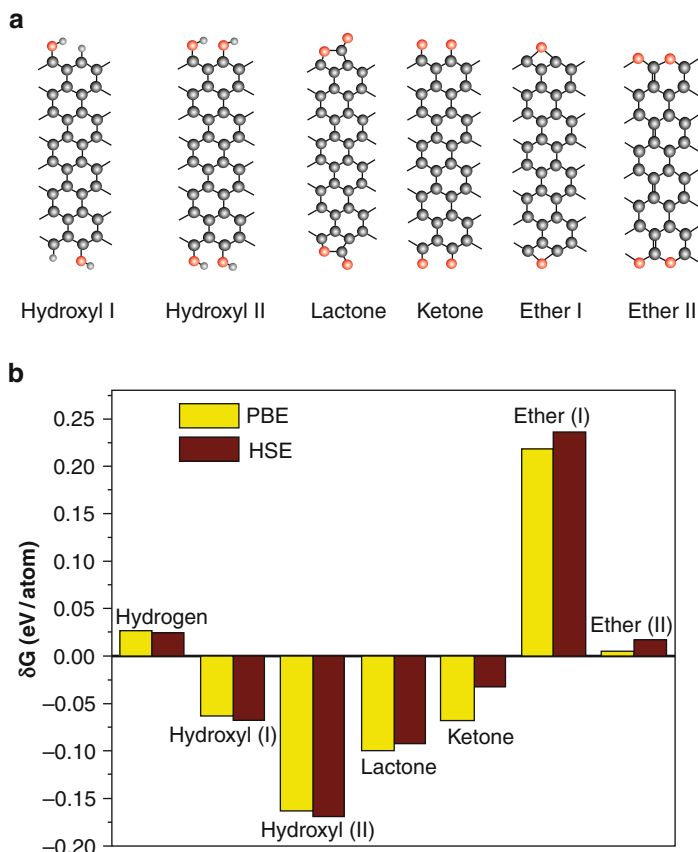 a
Hydroxyl I Hydroxyl II Lactone Ketone Ether I Ether II
b
PBE
HSE
Ether (I)
Hydrogen
Ether (II)
Hydroxyl (I)
Ketone
Lactone
Hydroxyl (II)
δG (eV/atom)
0.25
0.20
0.15
0.10
0.05
0.00
−0.05
−0.10
−0.15
−0.20